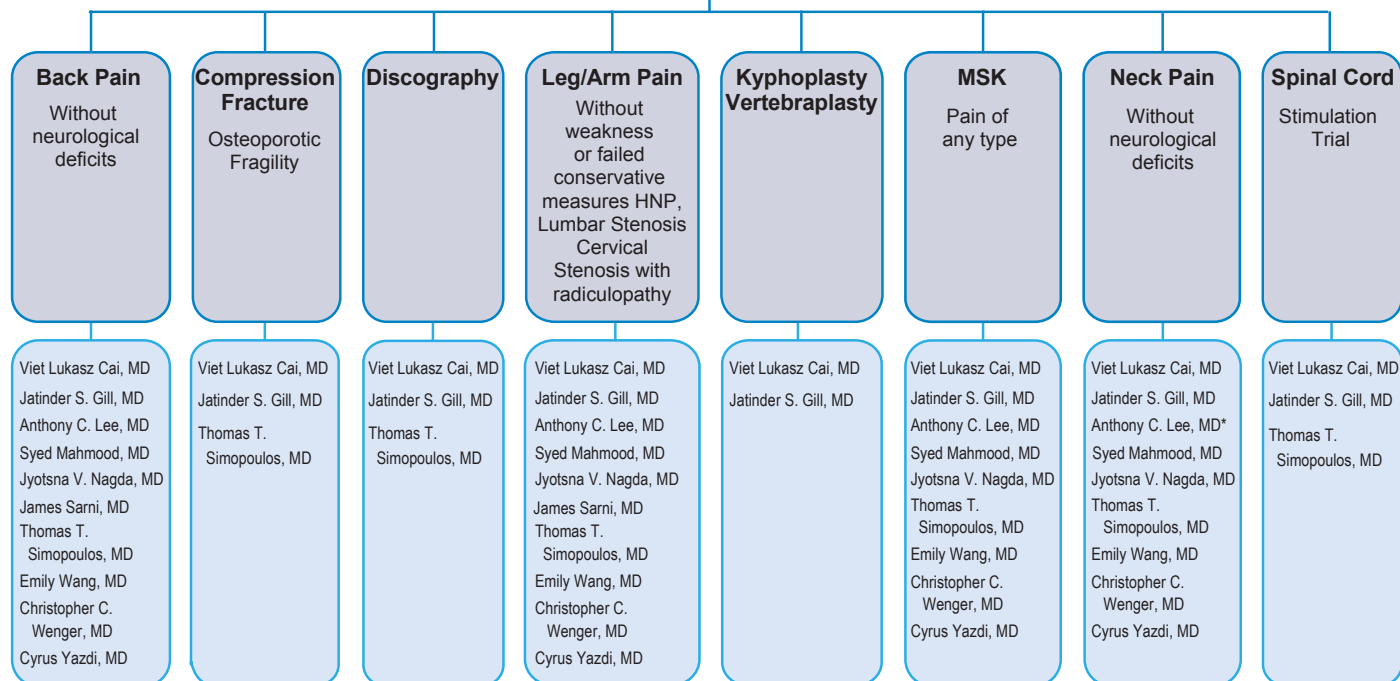 Back Pain
Without
neurological
deficits
Compression
Fracture
Osteoporotic
Fragility
Discography
Leg/Arm Pain
Without
weakness
or failed
conservative
measures HNP,
Lumbar Stenosis
Cervical
Stenosis with
radiculopathy
Kyphoplasty
Vertebraplasty
MSK
Pain of
any type
Neck Pain
Without
neurological
deficits
Spinal Cord
Stimulation
Trial
Viet Lukasz Cai, MD
Jatinder S. Gill, MD
Anthony C. Lee, MD
Syed Mahmood, MD
Jyotsna V. Nagda, MD
James Sarni, MD
Thomas T.
Simopoulos, MD
Emily Wang, MD
Christopher C.
Wenger, MD
Cyrus Yazdi, MD
Viet Lukasz Cai, MD
Jatinder S. Gill, MD
Thomas T.
Simopoulos, MD
Viet Lukasz Cai, MD
Jatinder S. Gill, MD
Thomas T.
Simopoulos, MD
Viet Lukasz Cai, MD
Jatinder S. Gill, MD
Anthony C. Lee, MD
Syed Mahmood, MD
Jyotsna V. Nagda, MD
James Sarni, MD
Thomas T.
Simopoulos, MD
Emily Wang, MD
Christopher C.
Wenger, MD
Cyrus Yazdi, MD
Viet Lukasz Cai, MD
Jatinder S. Gill, MD
Viet Lukasz Cai, MD
Jatinder S. Gill, MD
Anthony C. Lee, MD
Syed Mahmood, MD
Jyotsna V. Nagda, MD
Thomas T.
Simopoulos, MD
Emily Wang, MD
Christopher C.
Wenger, MD
Cyrus Yazdi, MD
Viet Lukasz Cai, MD
Jatinder S. Gill, MD
Anthony C. Lee, MD*
Syed Mahmood, MD
Jyotsna V. Nagda, MD
Thomas T.
Simopoulos, MD
Emily Wang, MD
Christopher C.
Wenger, MD
Cyrus Yazdi, MD
Viet Lukasz Cai, MD
Jatinder S. Gill, MD
Thomas T.
Simopoulos, MD